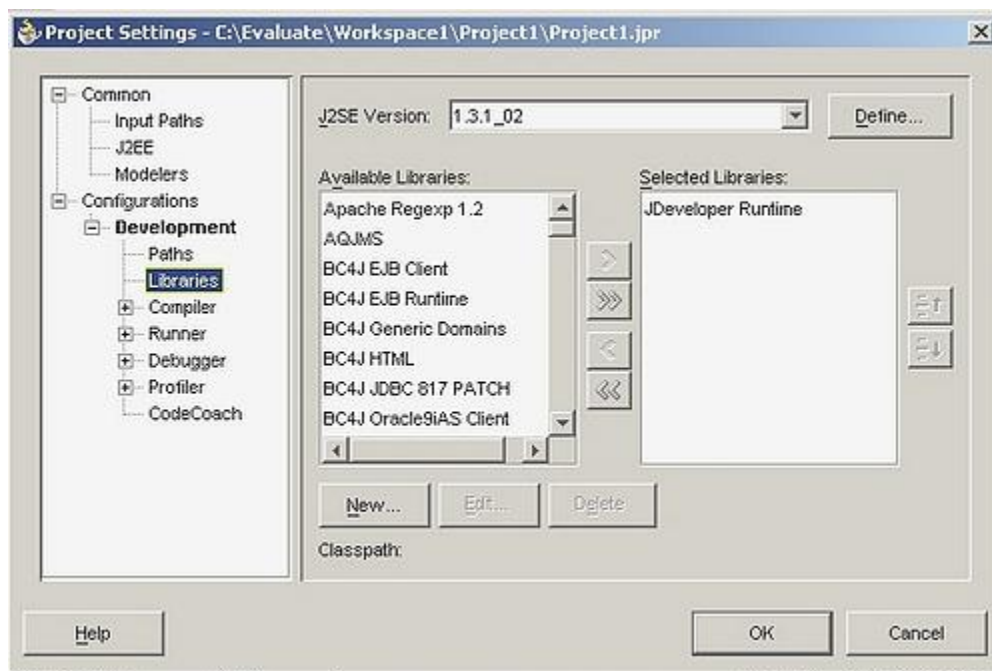 Project Settings - C:\Evaluate\Workspace1\Project1\Project1.jpr
Common
Input Paths
J2EE
Modelers
Configurations
Development
Paths
Libraries
Compiler
Runner
Debugger
Profiler
CodeCoach
J2SE Version: 1.3.1_02 Define...
Available Libraries:
Apache Regexp 1.2
AQJMS
BC4J EJB Client
BC4J EJB Runtime
BC4J Generic Domains
BC4J HTML
BC4J JDBC 817 PATCH
BC4J Oracle9iAS Client
Selected Libraries:
JDeveloper Runtime
New... Edit... Delete
Classpath:
Help OK Cancel